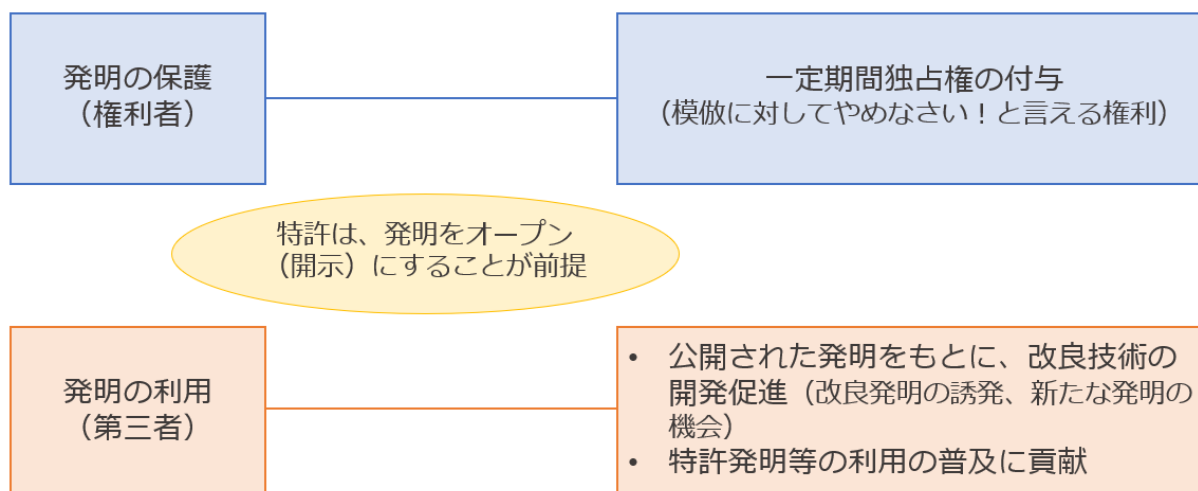 発明の保護
（権利者）
一定期間独占権の付与
（模倣に対してやめなさい！と言える権利）
特許は、発明をオープン
（開示）にすることが前提
発明の利用
（第三者）
• 公開された発明をもとに、改良技術の
開発促進（改良発明の誘発、新たな発明の
機会）
• 特許発明等の利用の普及に貢献